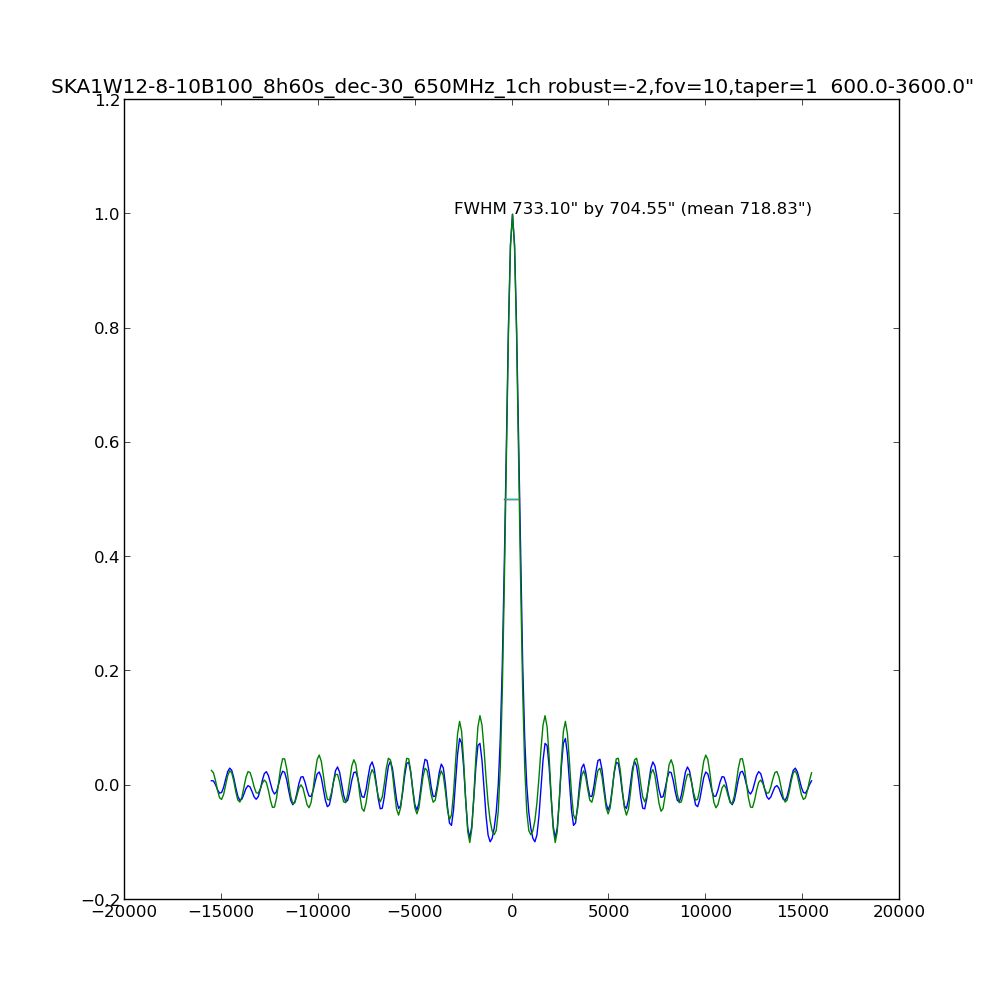 SKA1W12-8-10B100_8h60s_dec-30_650MHz_1ch robust=-2,fov=10,taper=1  600.0-3600.0"
1.2
FWHM 733.10" by 704.55" (mean 718.83")
1.0
0.8
0.6
0.4
0.2
0.0
−0.2
−20000 −15000 −10000 −5000 0 5000 10000 15000 20000